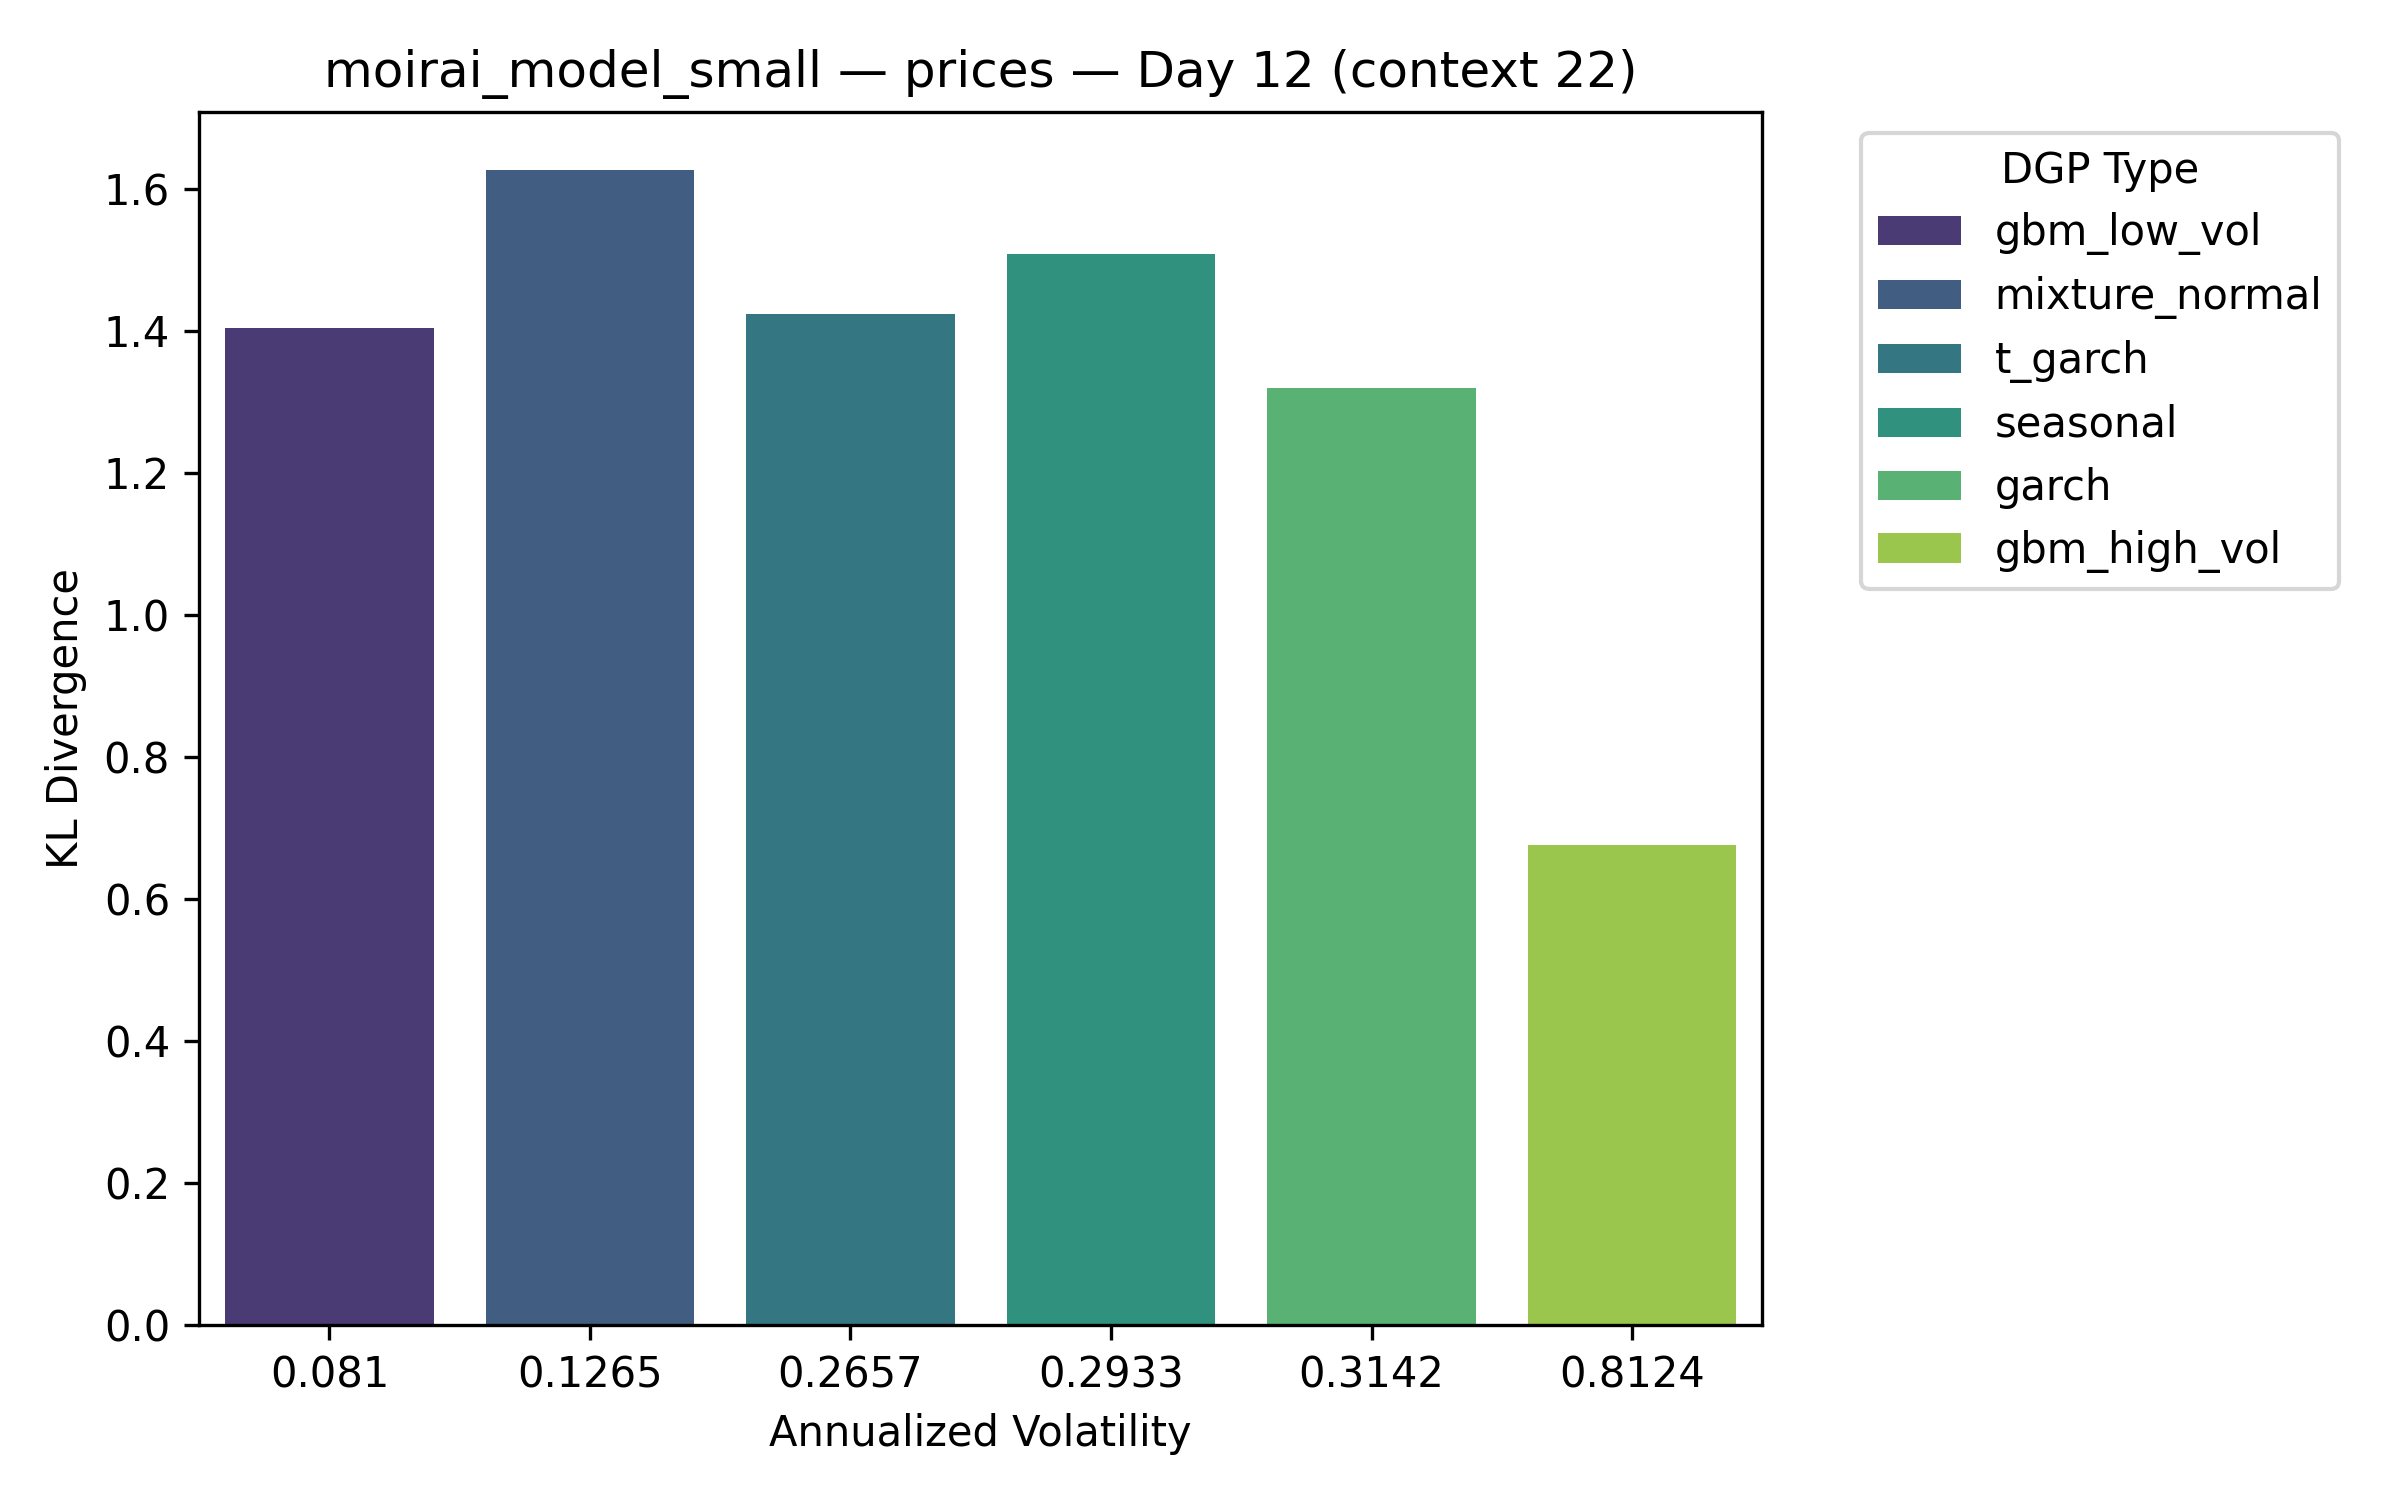 moirai_model_small — prices — Day 12 (context 22)
KL Divergence
1.6
1.4
1.2
1.0
0.8
0.6
0.4
0.2
0.0
0.081 0.1265 0.2657 0.2933 0.3142 0.8124
Annualized Volatility
DGP Type
gbm_low_vol
mixture_normal
t_garch
seasonal
garch
gbm_high_vol